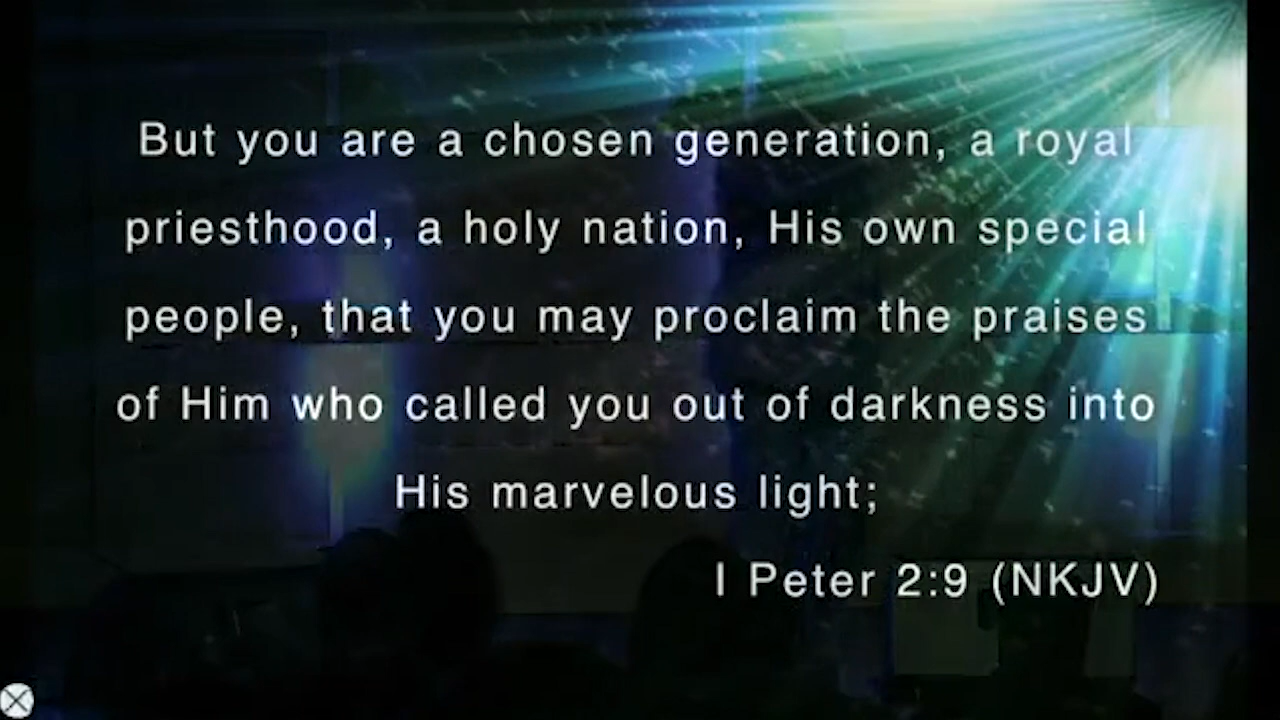 But you are a chosen generation, a royal
priesthood, a holy nation, His own special
people, that you may proclaim the praises
of Him who called you out of darkness into
His marvelous light;
I Peter 2:9 (NKJV)